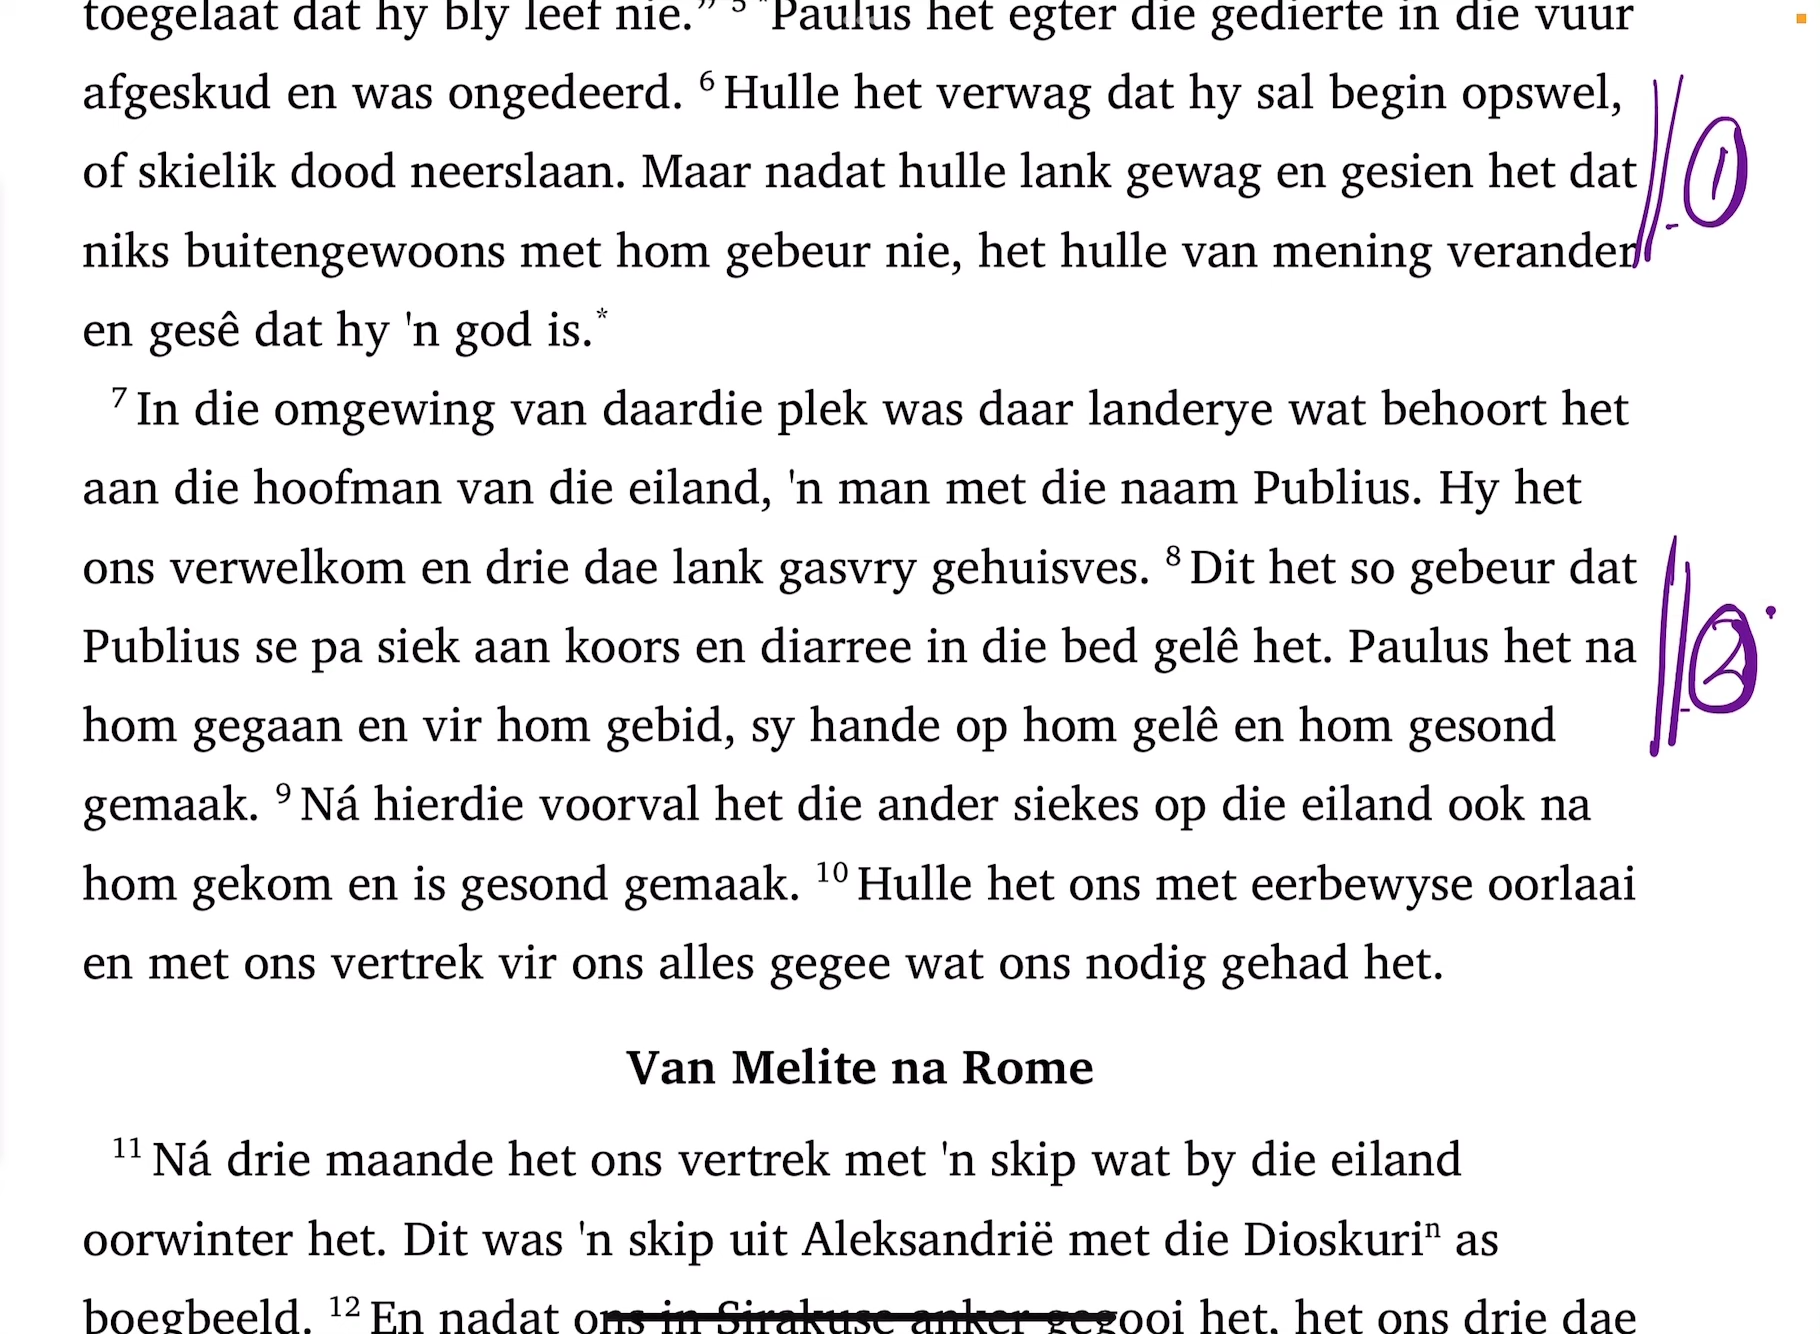 toegelaat dat hy bly leef nie.” 5 *Paulus het egter die gedierte in die vuur
afgeskud en was ongedeerd. 6 Hulle het verwag dat hy sal begin opswel,
of skielik dood neerslaan. Maar nadat hulle lank gewag en gesien het dat
niks buitengewoons met hom gebeur nie, het hulle van mening verander
1
en gesê dat hy 'n god is.*
7 In die omgewing van daardie plek was daar landerye wat behoort het
aan die hoofman van die eiland, 'n man met die naam Publius. Hy het
ons verwelkom en drie dae lank gasvry gehuisves. 8 Dit het so gebeur dat
Publius se pa siek aan koors en diarree in die bed gelê het. Paulus het na
2
hom gegaan en vir hom gebid, sy hande op hom gelê en hom gesond
gemaak. 9 Ná hierdie voorval het die ander siekes op die eiland ook na
hom gekom en is gesond gemaak. 10 Hulle het ons met eerbewyse oorlaai
en met ons vertrek vir ons alles gegee wat ons nodig gehad het.
Van Melite na Rome
11 Ná drie maande het ons vertrek met 'n skip wat by die eiland
oorwinter het. Dit was 'n skip uit Aleksandrië met die Dioskuriⁿ as
boegbeeld. 12 En nadat ons in Sirakuse anker gegooi het, het ons drie dae